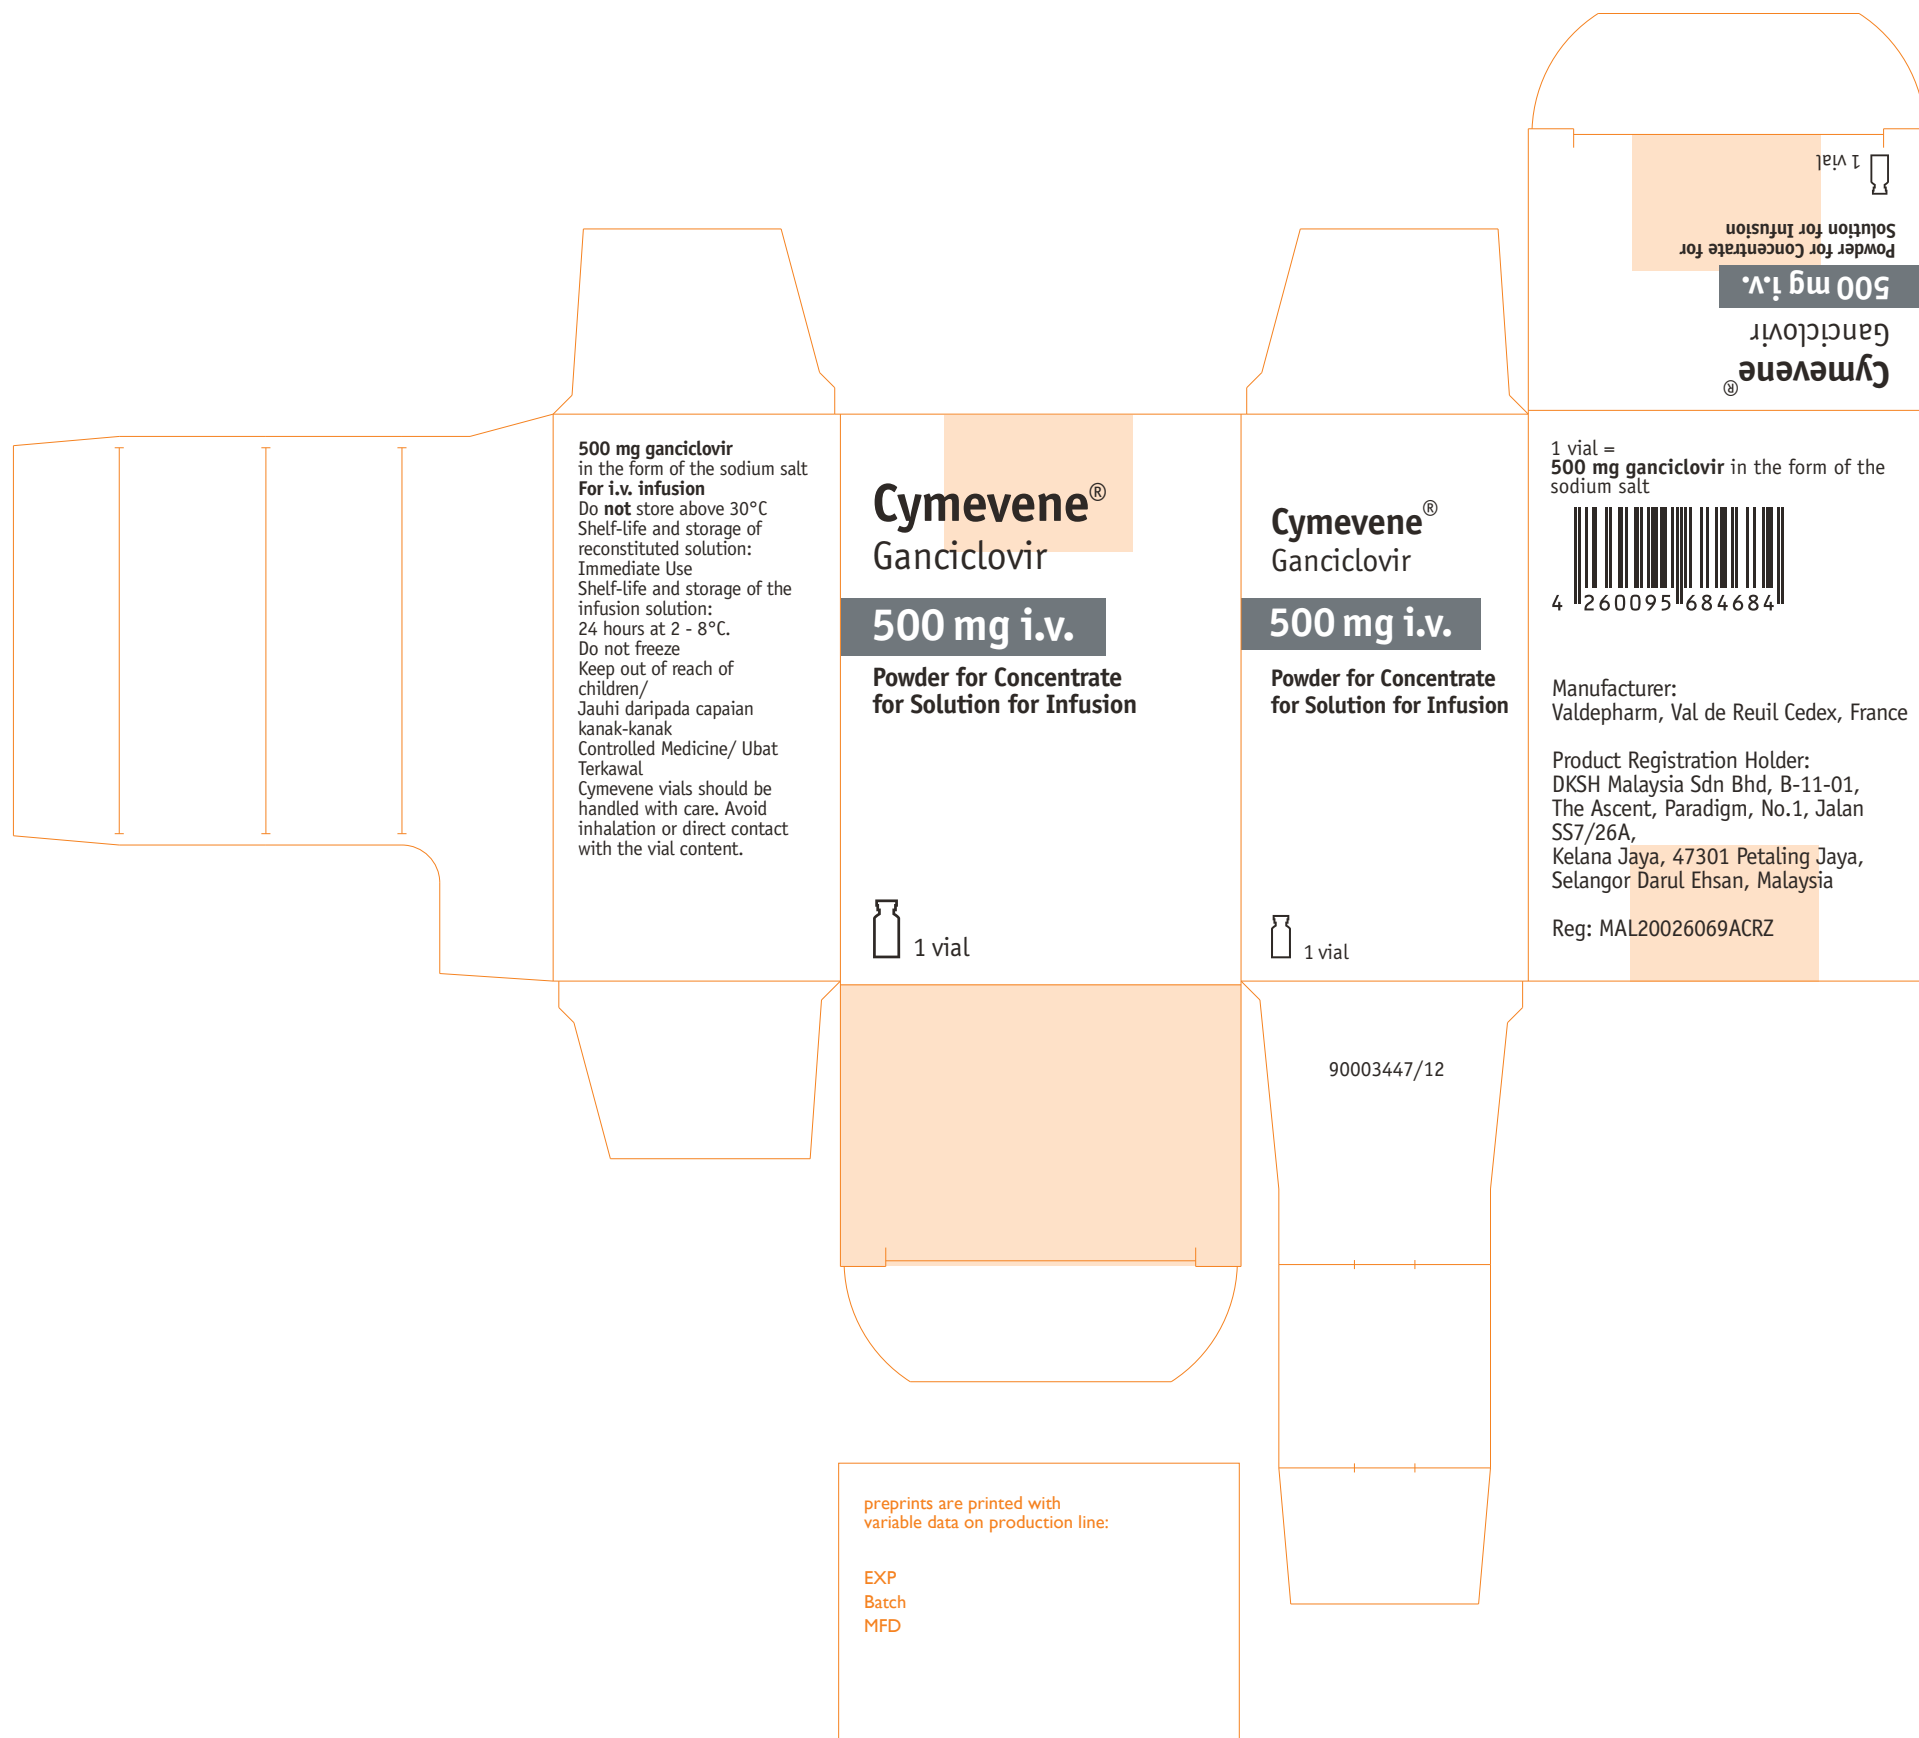 1 vial
Powder for Concentrate for
Solution for Infusion
500 mg i.v.
Ganciclovir
Cymevene®
500 mg ganciclovir
in the form of the sodium salt
For i.v. infusion
Do not store above 30°C
Shelf-life and storage of
reconstituted solution:
Immediate Use
Shelf-life and storage of the
infusion solution:
24 hours at 2 - 8°C.
Do not freeze
Keep out of reach of
children/
Jauhi daripada capaian
kanak-kanak
Controlled Medicine/ Ubat
Terkawal
Cymevene vials should be
handled with care. Avoid
inhalation or direct contact
with the vial content.
Cymevene®
Ganciclovir
500 mg i.v.
Powder for Concentrate
for Solution for Infusion
1 vial
Cymevene®
Ganciclovir
500 mg i.v.
Powder for Concentrate
for Solution for Infusion
1 vial
1 vial =
500 mg ganciclovir in the form of the
sodium salt
4 260095 684684
Manufacturer:
Valdepharm, Val de Reuil Cedex, France
Product Registration Holder:
DKSH Malaysia Sdn Bhd, B-11-01,
The Ascent, Paradigm, No.1, Jalan
SS7/26A,
Kelana Jaya, 47301 Petaling Jaya,
Selangor Darul Ehsan, Malaysia
Reg: MAL20026069ACRZ
90003447/12
preprints are printed with
variable data on production line:
EXP
Batch
MFD